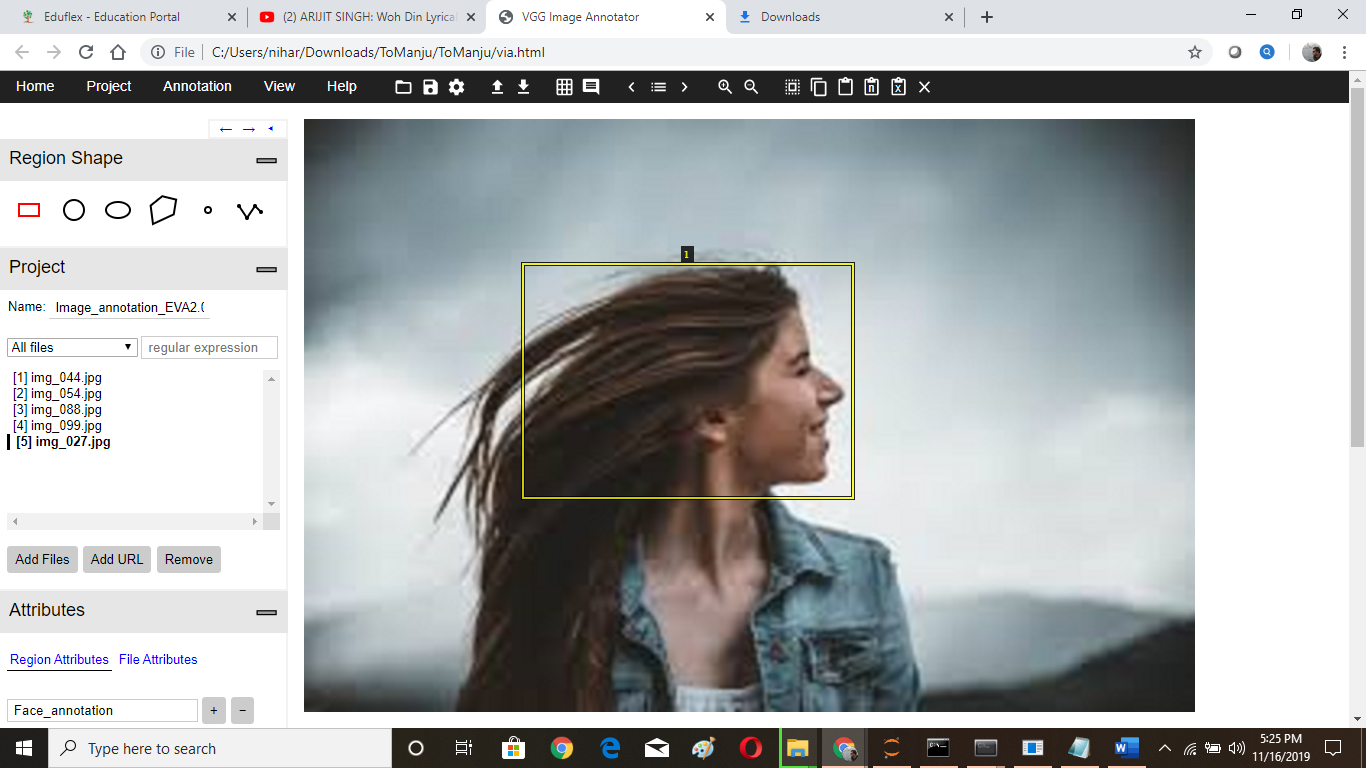 Eduflex - Education Portal
(2) ARIJIT SINGH: Woh Din Lyrical
VGG Image Annotator
Downloads
File
C:/Users/nihar/Downloads/ToManju/ToManju/via.html
Home Project Annotation View Help
Region Shape
Project
Name: Image_annotation_EVA2.0
All files regular expression
[1] img_044.jpg
[2] img_054.jpg
[3] img_088.jpg
[4] img_099.jpg
[5] img_027.jpg
Add Files Add URL Remove
Attributes
Region Attributes File Attributes
Face_annotation + −
1
Type here to search
5:25 PM
11/16/2019